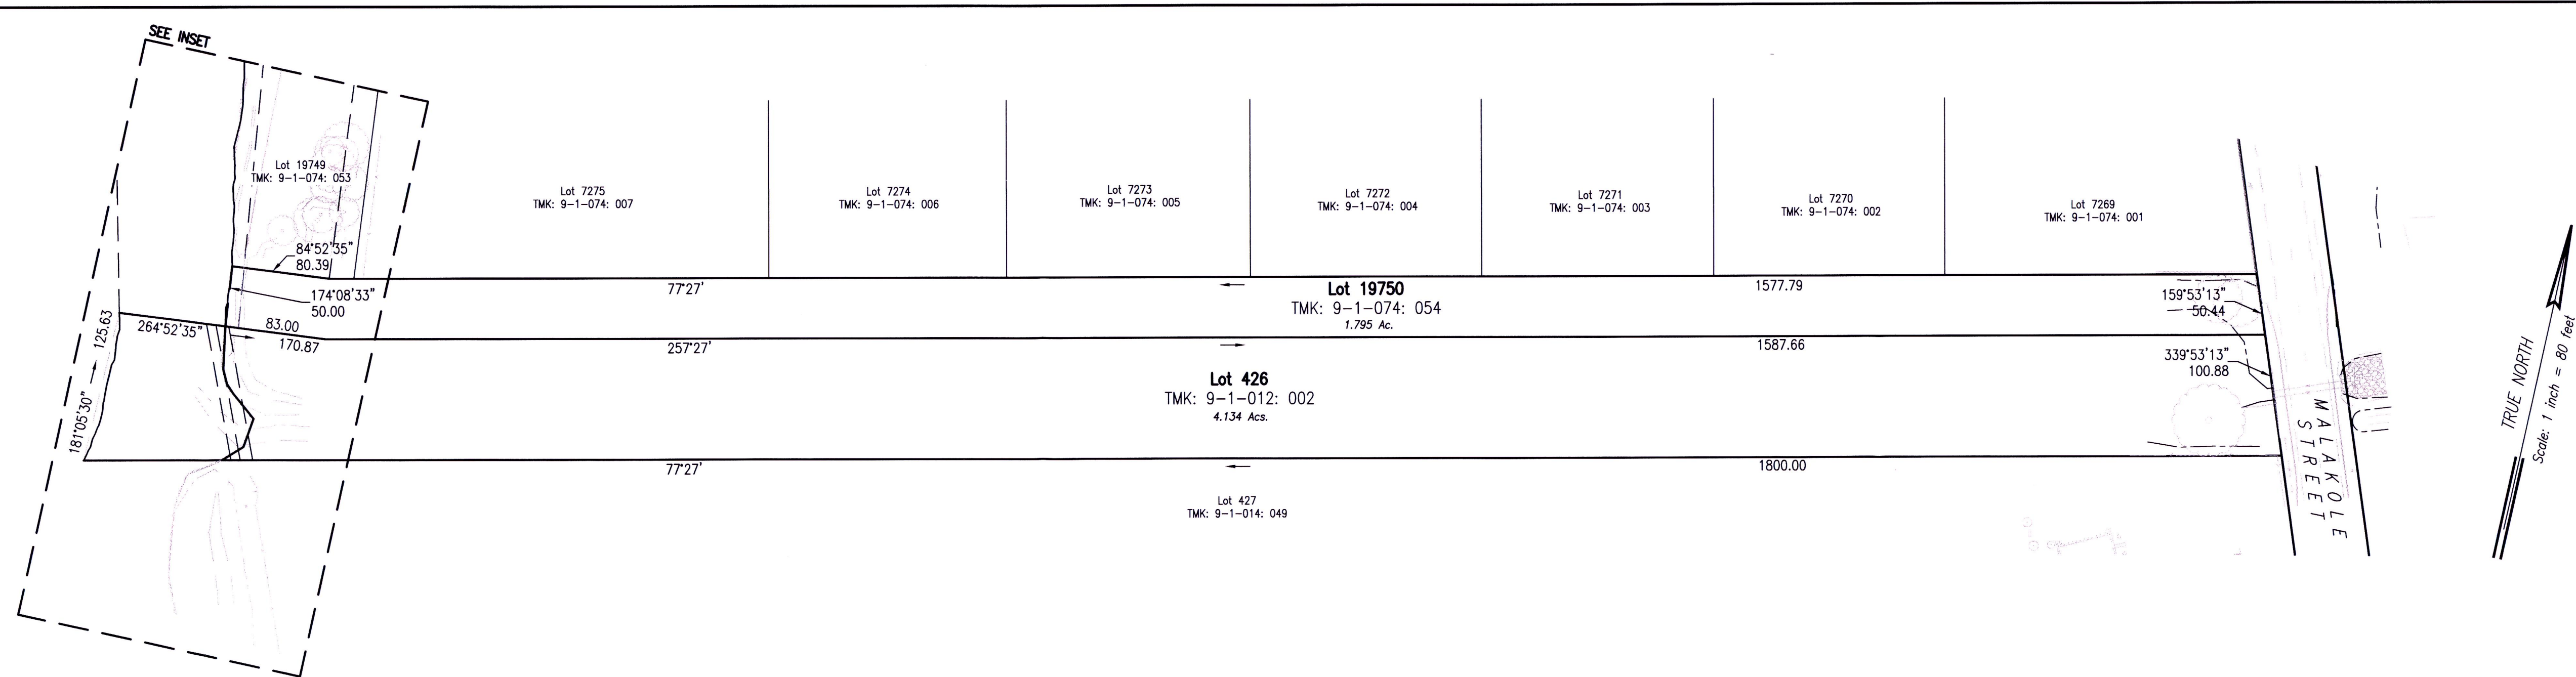 SEE INSET
Lot 19749
TMK: 9-1-074: 053
Lot 7275
TMK: 9-1-074: 007
Lot 7274
TMK: 9-1-074: 006
Lot 7273
TMK: 9-1-074: 005
Lot 7272
TMK: 9-1-074: 004
Lot 7271
TMK: 9-1-074: 003
Lot 7270
TMK: 9-1-074: 002
Lot 7269
TMK: 9-1-074: 001
84°52'35"
80.39
174°08'33"
50.00
77°27'
Lot 19750
TMK: 9-1-074: 054
1.795 Ac.
1577.79
159°53'13"
50.44
264°52'35"
83.00
170.87
257°27'
1587.66
339°53'13"
100.88
181°05'30"
125.63
Lot 426
TMK: 9-1-012: 002
4.134 Acs.
77°27'
1800.00
Lot 427
TMK: 9-1-014: 049
MALAKOLE
STREET
TRUE NORTH
Scale: 1 inch = 80 feet